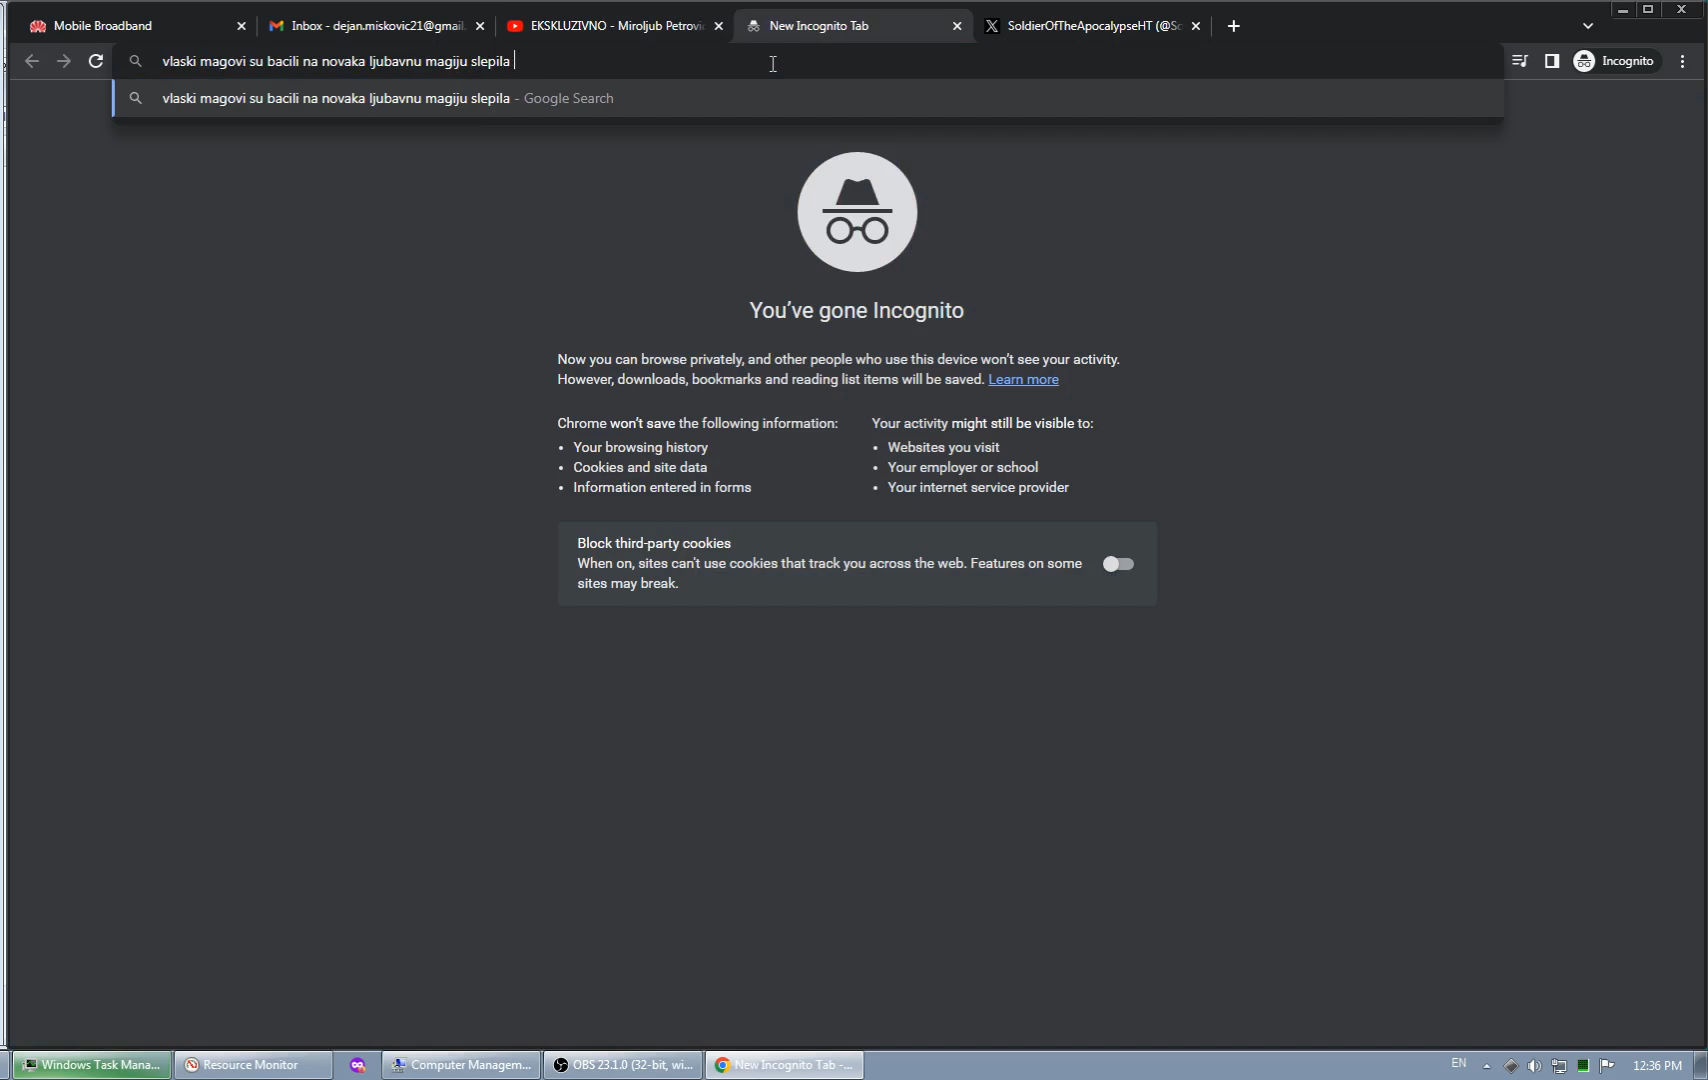 Mobile Broadband
Inbox - dejan.miskovic21@gmail.
EKSKLUZIVNO - Miroljub Petrovic
New Incognito Tab
SoldierOfTheApocalypseHT (@So
vlaski magovi su bacili na novaka ljubavnu magiju slepila
Incognito
vlaski magovi su bacili na novaka ljubavnu magiju slepila - Google Search
You've gone Incognito
Now you can browse privately, and other people who use this device won't see your activity.
However, downloads, bookmarks and reading list items will be saved. Learn more
Chrome won't save the following information:
• Your browsing history
• Cookies and site data
• Information entered in forms
Your activity might still be visible to:
• Websites you visit
• Your employer or school
• Your internet service provider
Block third-party cookies
When on, sites can't use cookies that track you across the web. Features on some
sites may break.
Windows Task Mana...
Resource Monitor
Computer Managem...
OBS 23.1.0 (32-bit, wi...
New Incognito Tab -...
EN
12:36 PM